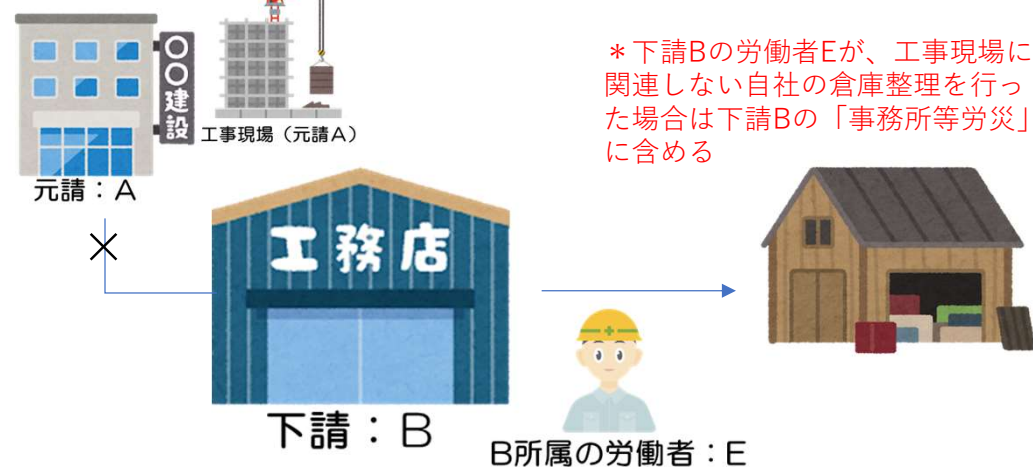 〇〇建設
工事現場（元請A）
元請：A
＊下請Bの労働者Eが、工事現場に
関連しない自社の倉庫整理を行っ
た場合は下請Bの「事務所等労災」
に含める
工務店
下請：B
B所属の労働者：E